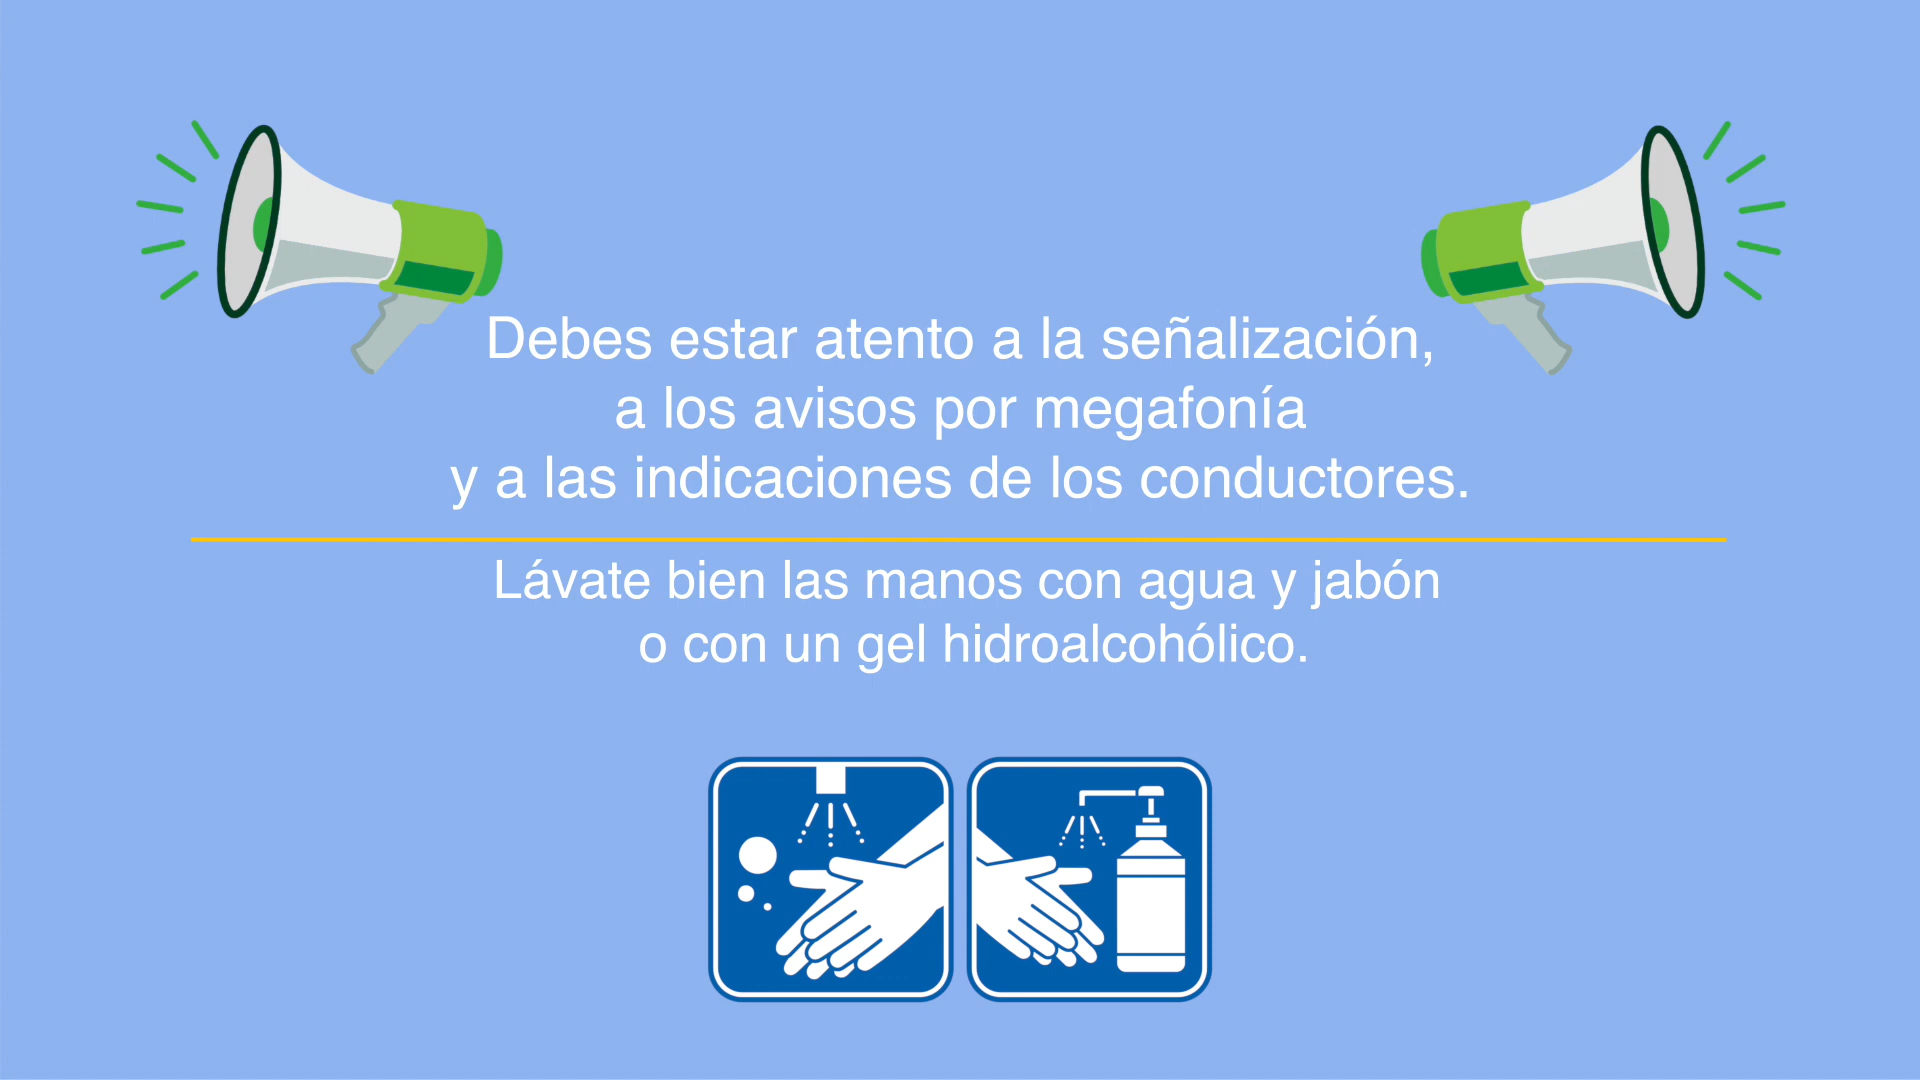 Debes estar atento a la señalización,
a los avisos por megafonía
y a las indicaciones de los conductores.
Lávate bien las manos con agua y jabón
o con un gel hidroalcohólico.